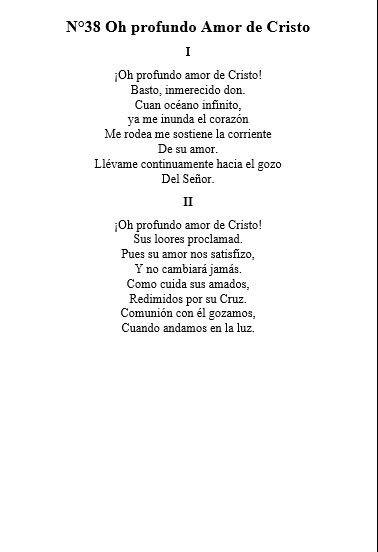 N°38 Oh profundo Amor de Cristo
I
¡Oh profundo amor de Cristo!
Basto, inmerecido don.
Cuan océano infinito,
ya me inunda el corazón
Me rodea me sostiene la corriente
De su amor.
Llévame continuamente hacia el gozo
Del Señor.
II
¡Oh profundo amor de Cristo!
Sus loores proclamad.
Pues su amor nos satisfizo,
Y no cambiará jamás.
Como cuida sus amados,
Redimidos por su Cruz.
Comunión con él gozamos,
Cuando andamos en la luz.